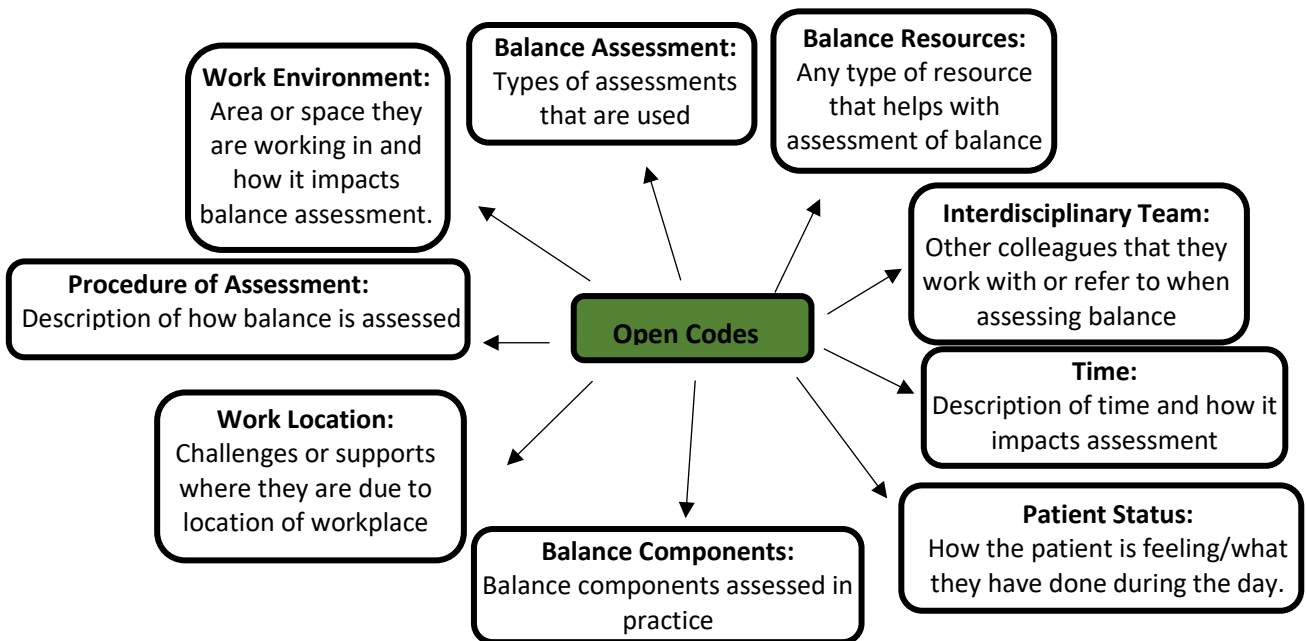 Balance Assessment:
Types of assessments
that are used
Balance Resources:
Any type of resource
that helps with
assessment of balance
Work Environment:
Area or space they
are working in and
how it impacts
balance assessment.
Interdisciplinary Team:
Other colleagues that they
work with or refer to when
assessing balance
Procedure of Assessment:
Description of how balance is assessed
Open Codes
Time:
Description of time and how it
impacts assessment
Work Location:
Challenges or supports
where they are due to
location of workplace
Patient Status:
How the patient is feeling/what
they have done during the day.
Balance Components:
Balance components assessed in
practice